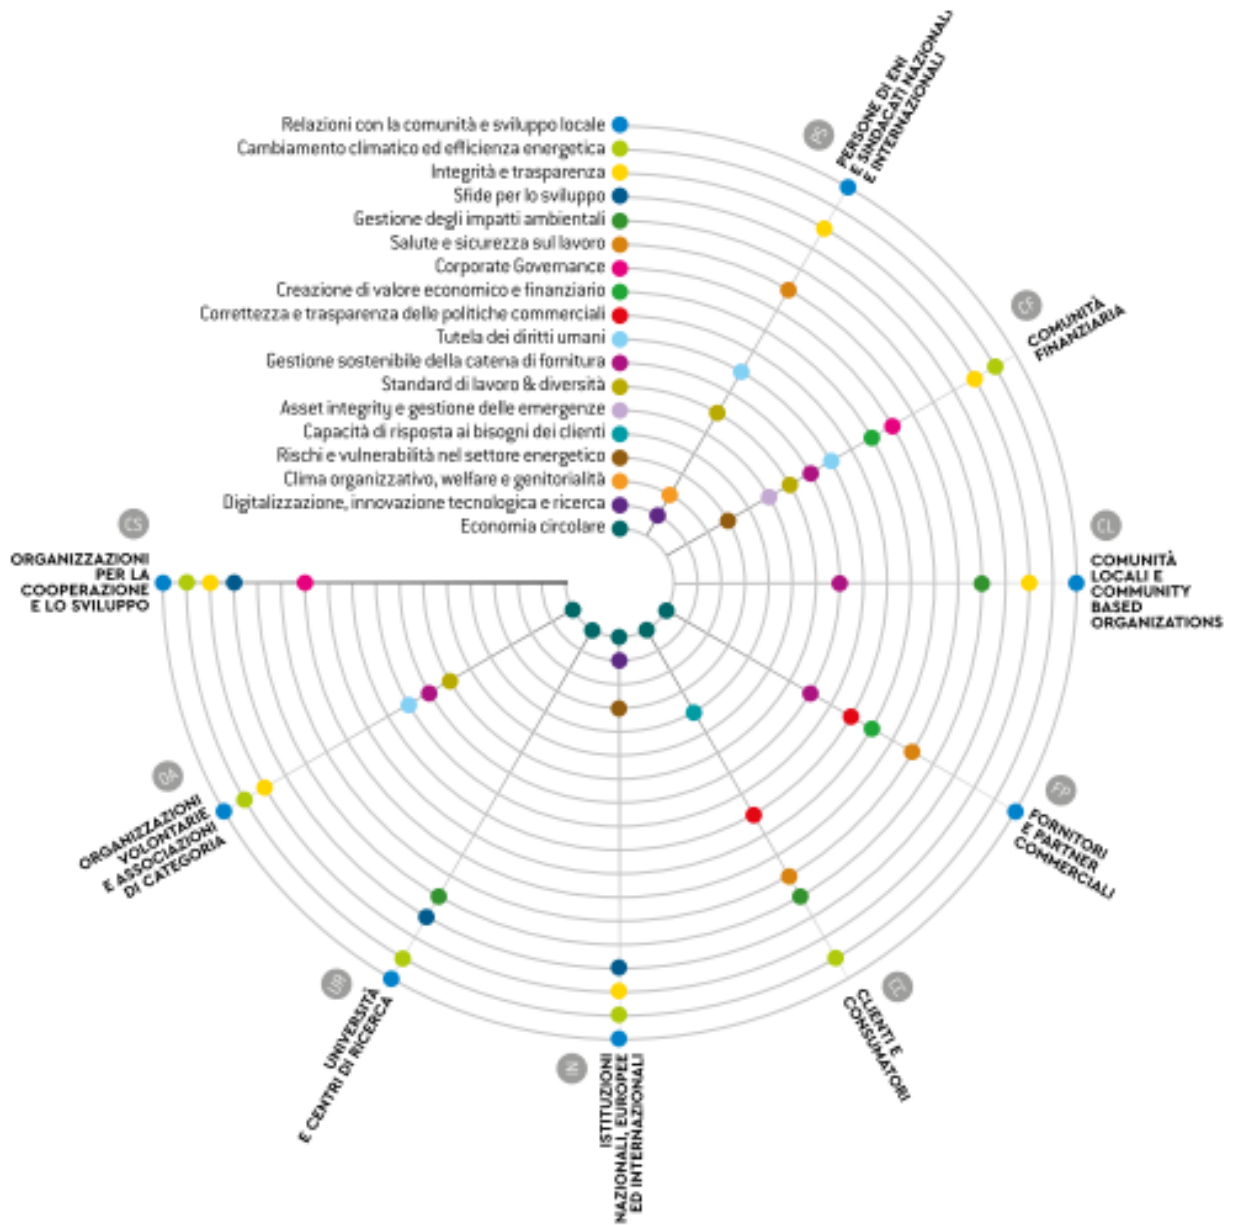 Relazioni con la comunità e sviluppo locale
Cambiamento climatico ed efficienza energetica
Integrità e trasparenza
Sfide per lo sviluppo
Gestione degli impatti ambientali
Salute e sicurezza sul lavoro
Corporate Governance
Creazione di valore economico e finanziario
Correttezza e trasparenza delle politiche commerciali
Tutela dei diritti umani
Gestione sostenibile della catena di fornitura
Standard di lavoro & diversità
Asset integrity e gestione delle emergenze
Capacità di risposta ai bisogni dei clienti
Rischi e vulnerabilità nel settore energetico
Clima organizzativo, welfare e genitorialità
Digitalizzazione, innovazione tecnologica e ricerca
Economia circolare
PERSONE DI ENI
E SINDACATI NAZIONALI
E INTERNAZIONALI
CF
COMUNITÀ
FINANZIARIA
CL
COMUNITÀ
LOCALI E
COMMUNITY
BASED
ORGANIZATIONS
FP
FORNITORI
E PARTNER
COMMERCIALI
CC
CLIENTI E
CONSUMATORI
IN
ISTITUZIONI
NAZIONALI, EUROPEE
ED INTERNAZIONALI
UR
UNIVERSITÀ
E CENTRI DI RICERCA
OA
ORGANIZZAZIONI
VOLONTARIE
E ASSOCIAZIONI
DI CATEGORIA
CS
ORGANIZZAZIONI
PER LA
COOPERAZIONE
E LO SVILUPPO